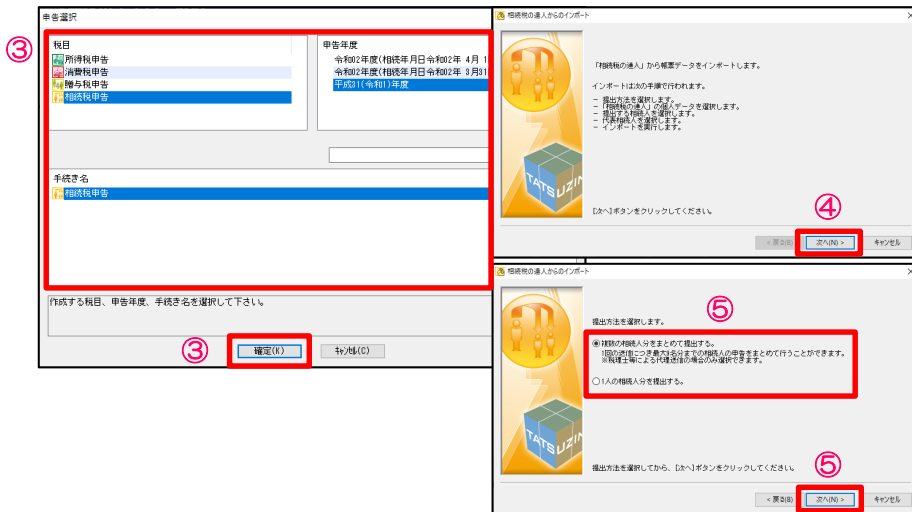 申告選択
③
税目
所得税申告
消費税申告
贈与税申告
相続税申告
申告年度
令和02年度(相続年月日令和02年 4月 1
令和02年度(相続年月日令和02年 3月31
平成31(令和1)年度
手続き名
相続税申告
作成する税目、申告年度、手続き名を選択して下さい。
③
確定(K)
キャンセル(C)
相続税の達人からのインポート
「相続税の達人」から帳票データをインポートします。
インポートは次の手順で行われます。
- 提出方法を選択します。
- 「相続税の達人」の個人データを選択します。
- 提出する相続人を選択します。
- 代表相続人を選択します。
- インポートを実行します。
TATSUZIN
[次へ]ボタンをクリックしてください。
④
< 戻る(B)
次へ(N) >
キャンセル
相続税の達人からのインポート
⑤
提出方法を選択します。
複数の相続人分をまとめて提出する。
1回の送信につき最大9名分までの相続人の申告をまとめて行うことができます。
※税理士等による代理送信の場合のみ選択できます。
1人の相続人分を提出する。
TATSUZIN
提出方法を選択してから、[次へ]ボタンをクリックしてください。
⑤
< 戻る(B)
次へ(N) >
キャンセル